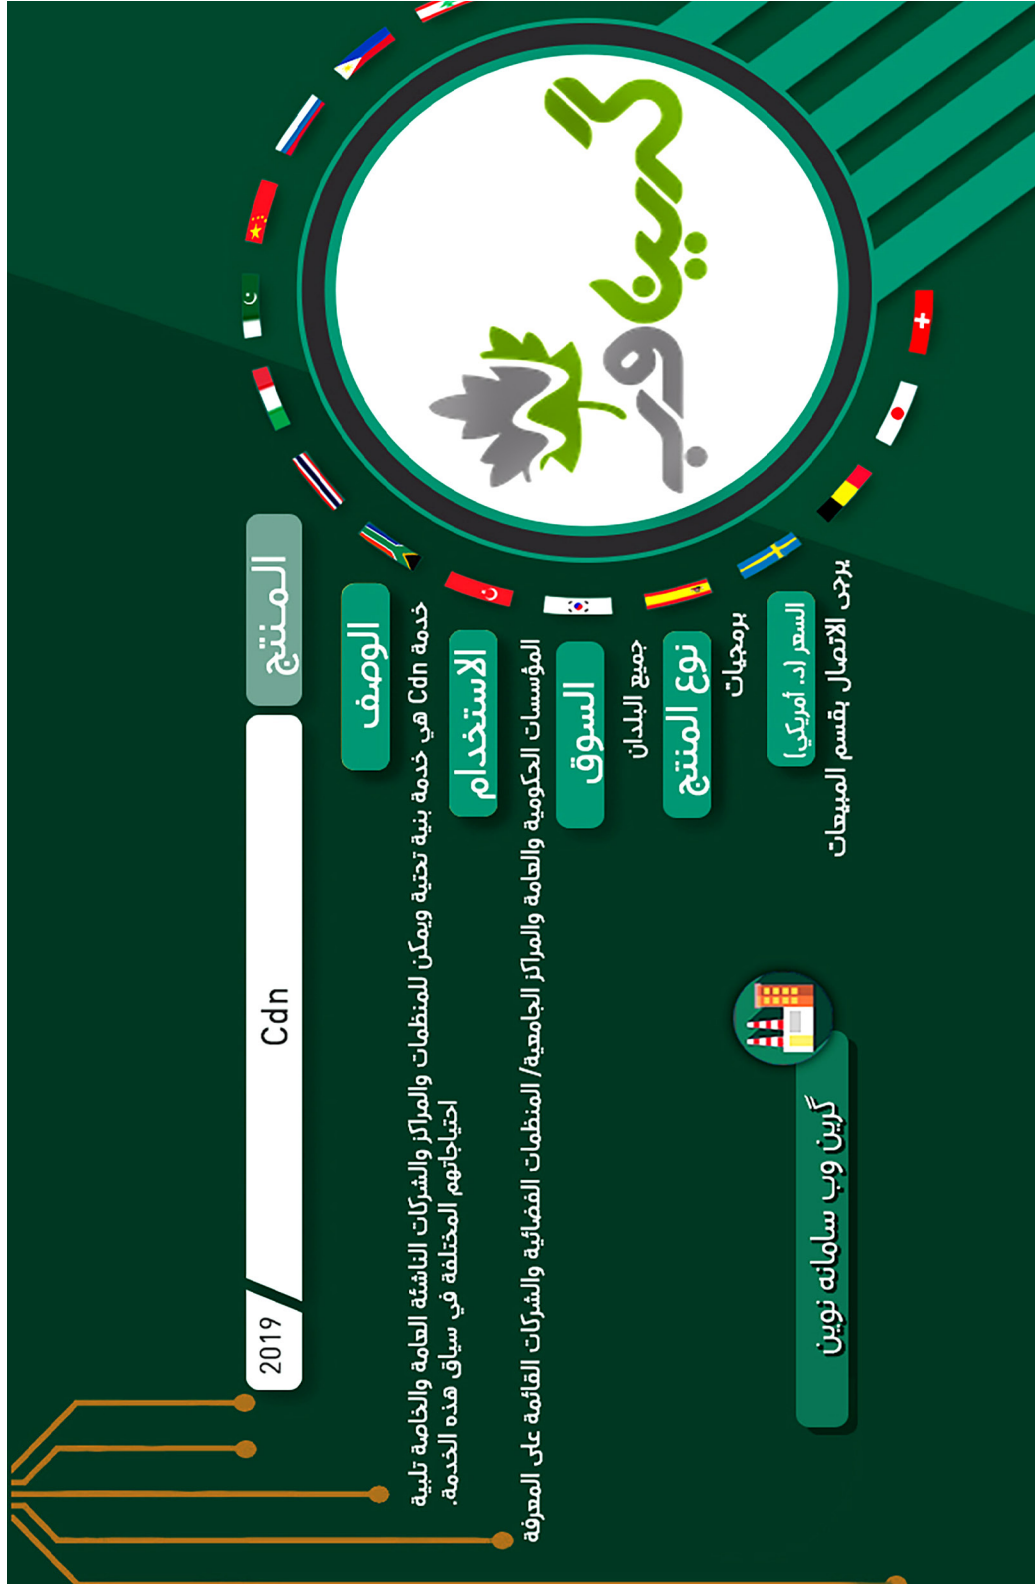 گرین
وب
المنتج
Cdn
2019
الوصف
خدمة Cdn هي خدمة بنية تحتية ويمكن للمنظمات والمراكز والشركات الناشئة العامة والخاصة تلبية
احتياجاتهم المختلفة في سياق هذه الخدمة.
الاستخدام
المؤسسات الحكومية والعامة والمراكز الجامعية/ المنظمات القضائية والشركات القائمة على المعرفة
السوق
جميع البلدان
نوع المنتج
برمجيات
السعر (د. أمريكي)
يرجى الاتصال بقسم المبيعات
گرین وب سامانه نوین